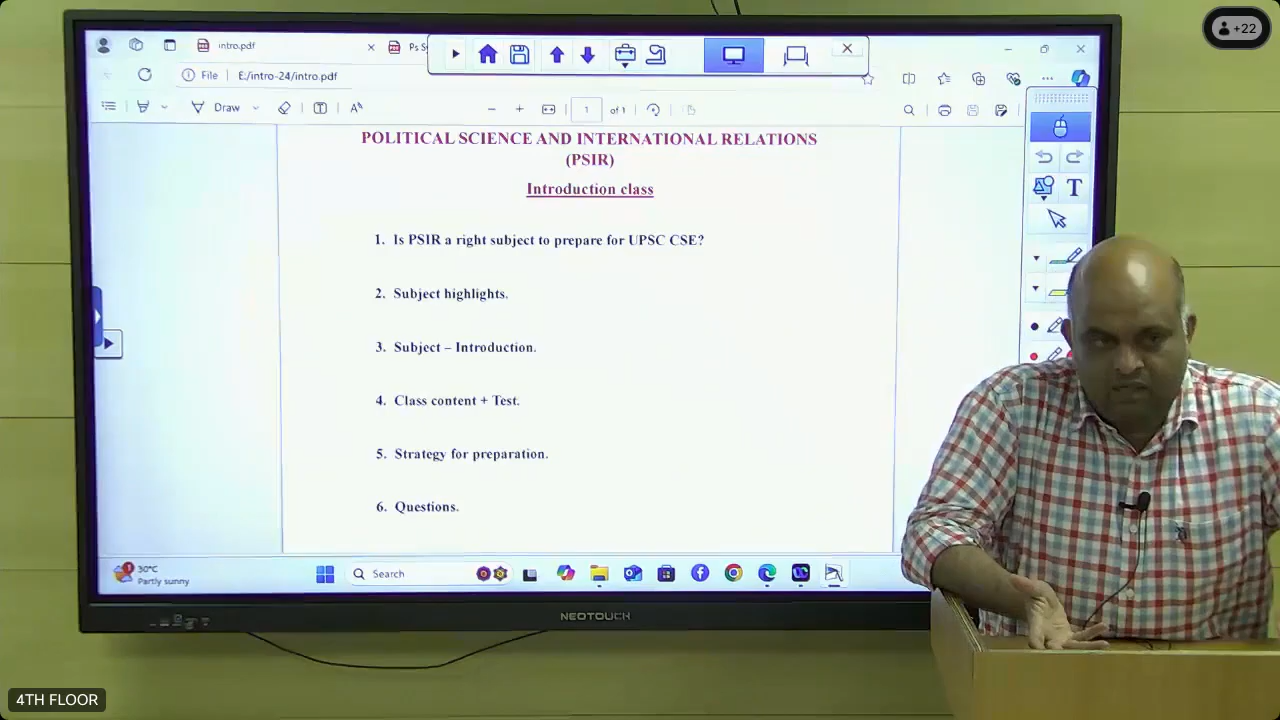 +22
intro.pdf
Ps S
File
E:/intro-24/intro.pdf
Draw
1
of 1
POLITICAL SCIENCE AND INTERNATIONAL RELATIONS
(PSIR)
Introduction class
1. Is PSIR a right subject to prepare for UPSC CSE?
2. Subject highlights.
3. Subject – Introduction.
4. Class content + Test.
5. Strategy for preparation.
6. Questions.
30°C
Partly sunny
Search
NEOTOUCH
4TH FLOOR